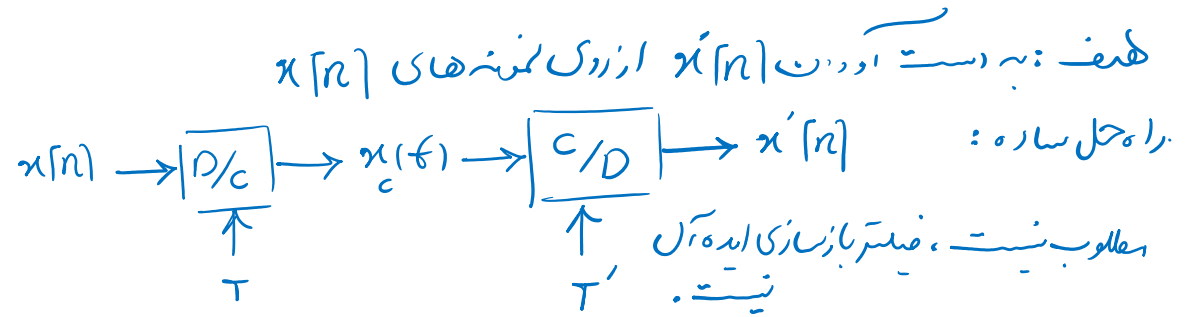 هدف : به دست آوردن x'[n] از روی نمونه های x[n]
راه حل ساده :
x[n] → D/C → x_c(t) → C/D → x'[n]
T T'
مطلوب نیست ، فیلتر بازسازی ایده آل
نیست .